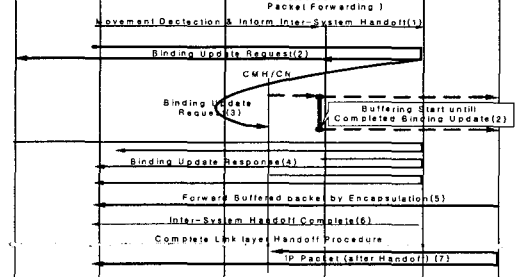 Packet Forwarding )
Movement Dectection & Inform Inter-System Handoff(1)
Binding Update Request(2)
CMH/CN
Binding Update
Request(3)
Buffering Start untill
Completed Binding Update(2)
Binding Update Response(4)
Forward Buffered packet by Encapsulation(5)
Inter-System Handoff Complete(6)
Complete Link layer Handoff Procedure
IP Packet (after Handof) (7)